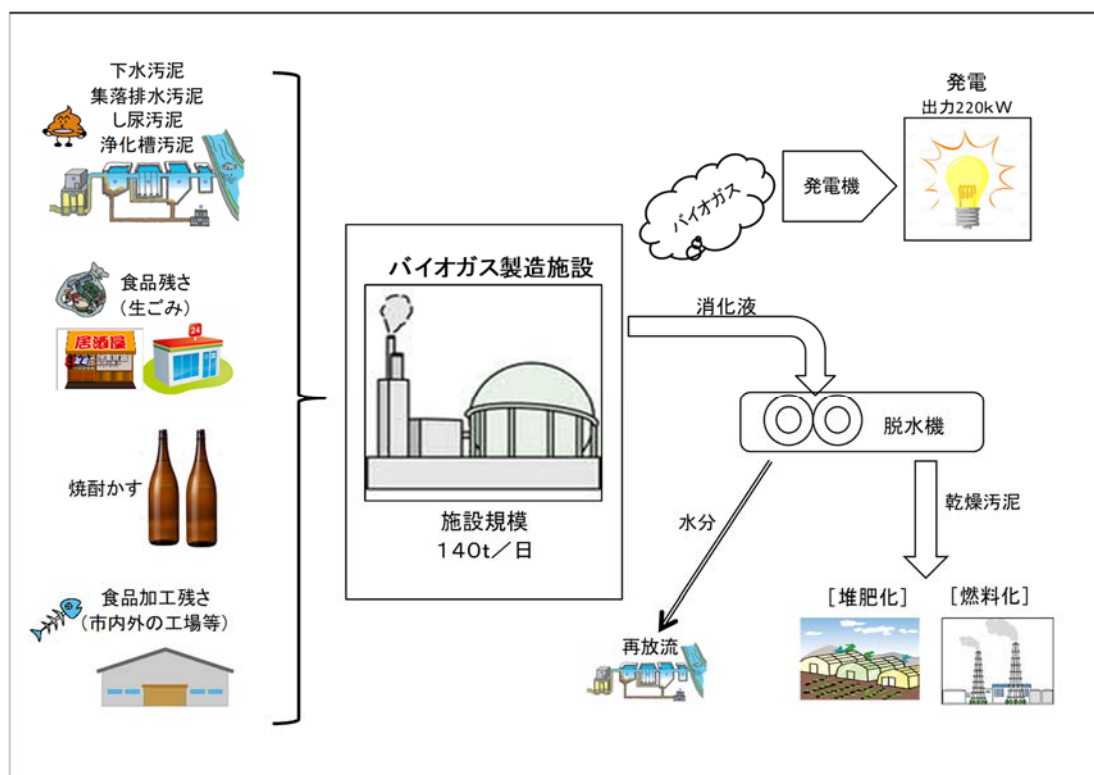 下水汚泥
集落排水汚泥
し尿汚泥
浄化槽汚泥
食品残さ
(生ごみ)
居酒屋
24
焼酎かす
食品加工残さ
(市内外の工場等)
バイオガス製造施設
施設規模
140t/日
バイオガス
発電機
発電
出力220kW
消化液
脱水機
水分
乾燥汚泥
再放流
[堆肥化]
[燃料化]